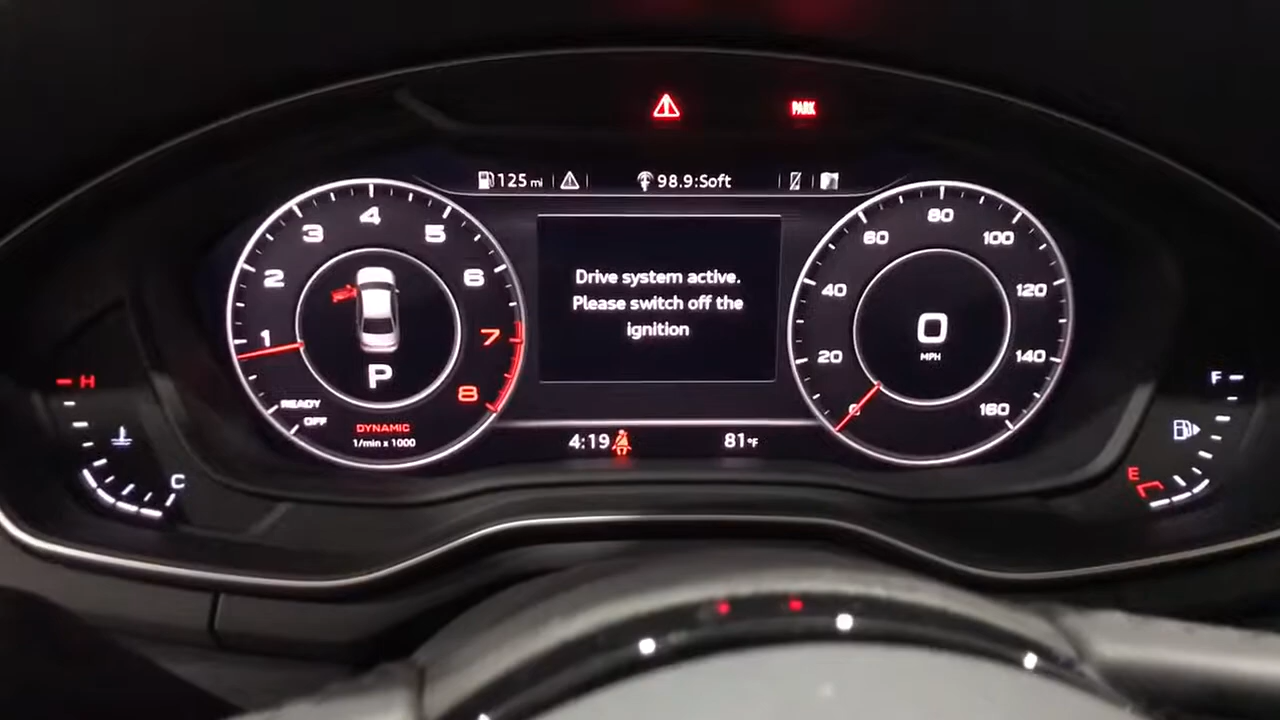 PARK
125 mi
98.9:Soft
1
2
3
4
5
6
7
8
P
READY
OFF
DYNAMIC
1/min x 1000
Drive system active.
Please switch off the
ignition
0
20
40
60
80
100
120
140
160
0
MPH
H
C
4:19
81°F
F
E